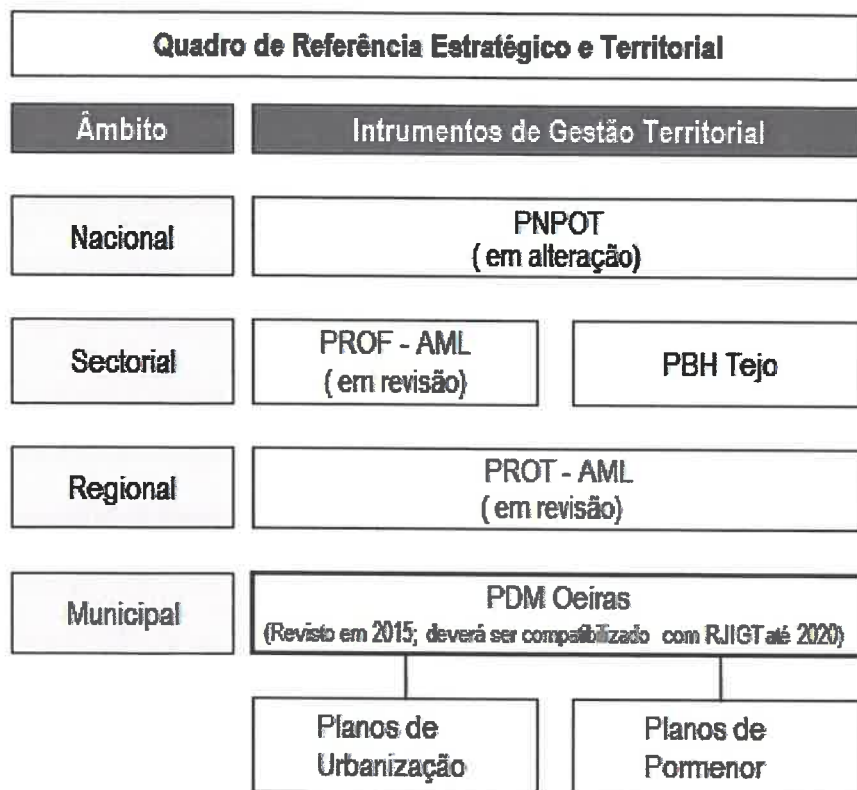 Quadro de Referência Estratégico e Territorial
Âmbito
Intrumentos de Gestão Territorial
Nacional
PNPOT
( em alteração)
Sectorial
PROF - AML
( em revisão)
PBH Tejo
Regional
PROT - AML
( em revisão)
Municipal
PDM Oeiras
(Revisto em 2015; deverá ser compatibilizado com RJIGT até 2020)
Planos de
Urbanização
Planos de
Pormenor